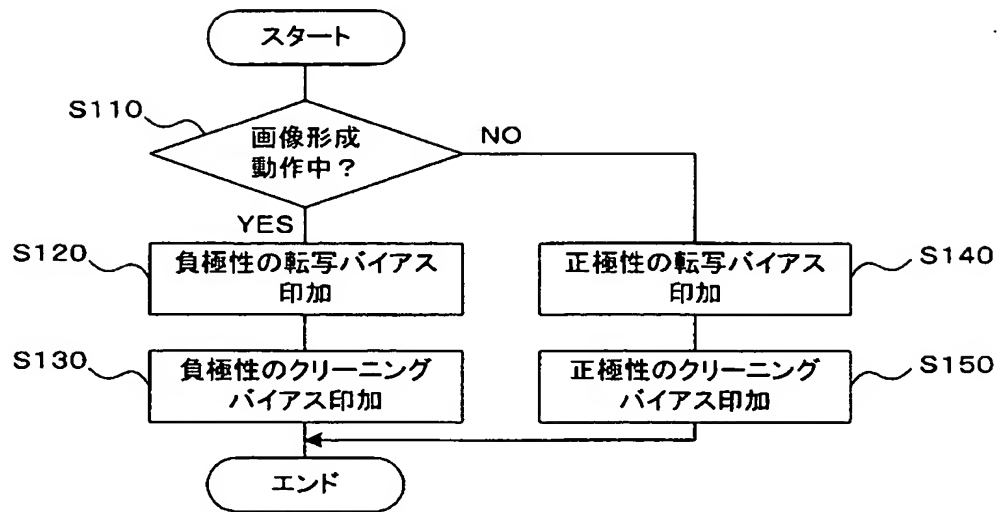 スタート
S110
画像形成
動作中？
NO
YES
S120
負極性の転写バイアス
印加
正極性の転写バイアス
印加
S140
S130
負極性のクリーニング
バイアス印加
正極性のクリーニング
バイアス印加
S150
エンド